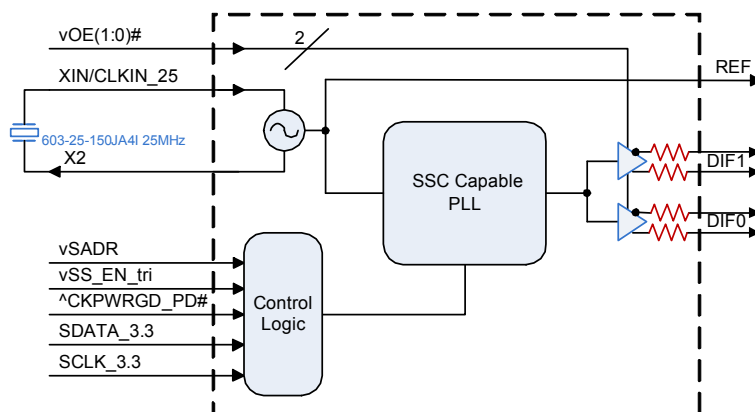 vOE(1:0)#
2
XIN/CLKIN_25
REF
603-25-150JA4I 25MHz
X2
SSC Capable
PLL
DIF1
DIF0
vSADR
vSS_EN_tri
^CKPWRGD_PD#
SDATA_3.3
SCLK_3.3
Control
Logic